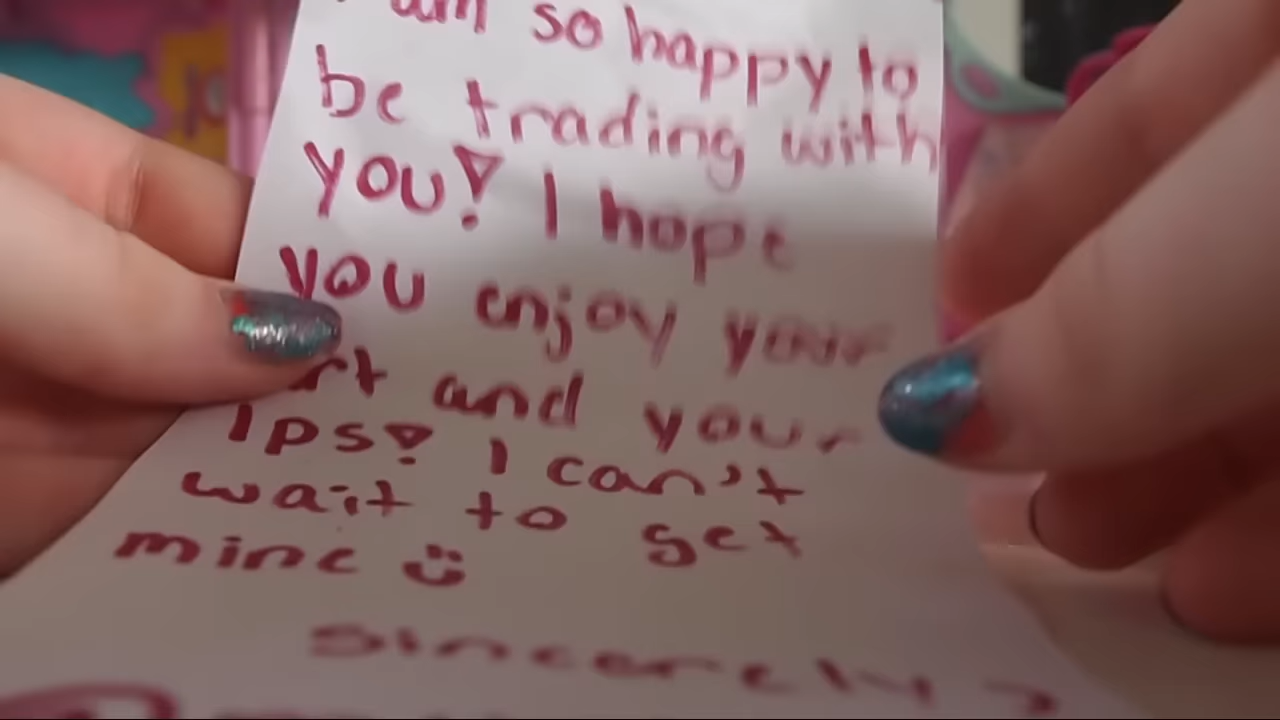 am so happy to
be trading with
you! I hope
you enjoy your
and your
lps! I can't
wait to get
mine :)
sincerely,